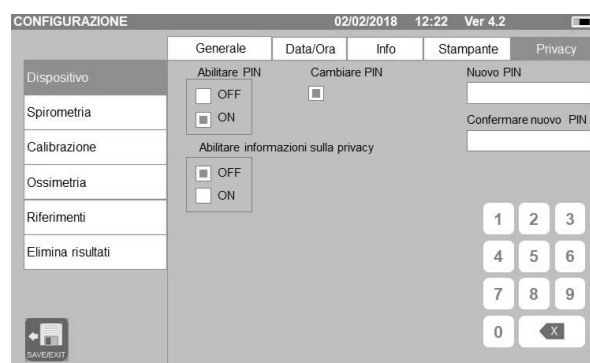 CONFIGURAZIONE 02/02/2018 12:22 Ver 4.2
Generale Data/Ora Info Stampante Privacy
Dispositivo
Spirometria
Calibrazione
Ossimetria
Riferimenti
Elimina risultati
Abilitare PIN Cambiare PIN Nuovo PIN
OFF
ON
Confermare nuovo PIN
Abilitare informazioni sulla privacy
OFF
ON
1 2 3
4 5 6
7 8 9
0 X
SAVE/EXIT